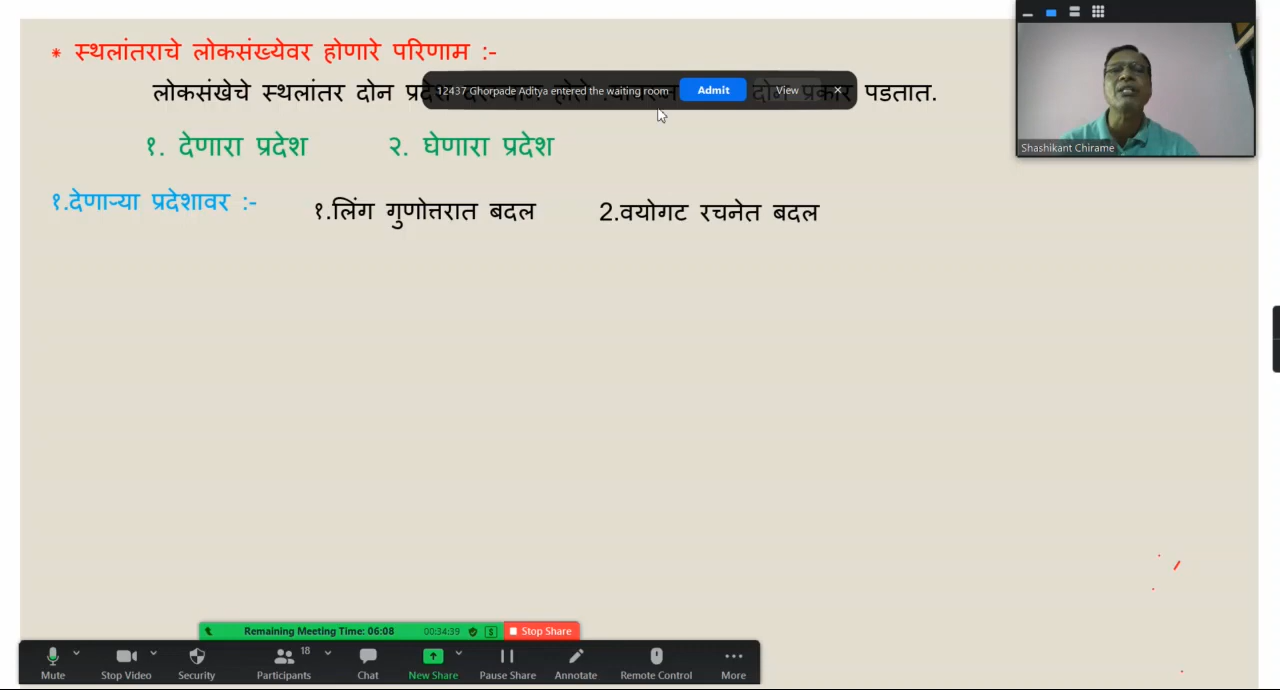 * स्थलांतराचे लोकसंख्येवर होणारे परिणाम :-
लोकसंखेचे स्थलांतर दोन प्रदेश दरम्यान होते दोन प्रकार पडतात.
12437 Ghorpade Aditya entered the waiting room Admit View
Shashikant Chirame
१. देणारा प्रदेश २. घेणारा प्रदेश
१.देणाऱ्या प्रदेशावर :- १.लिंग गुणोत्तरात बदल 2.वयोगट रचनेत बदल
Remaining Meeting Time: 06:08 00:34:39 Stop Share
18
Mute Stop Video Security Participants Chat New Share Pause Share Annotate Remote Control More